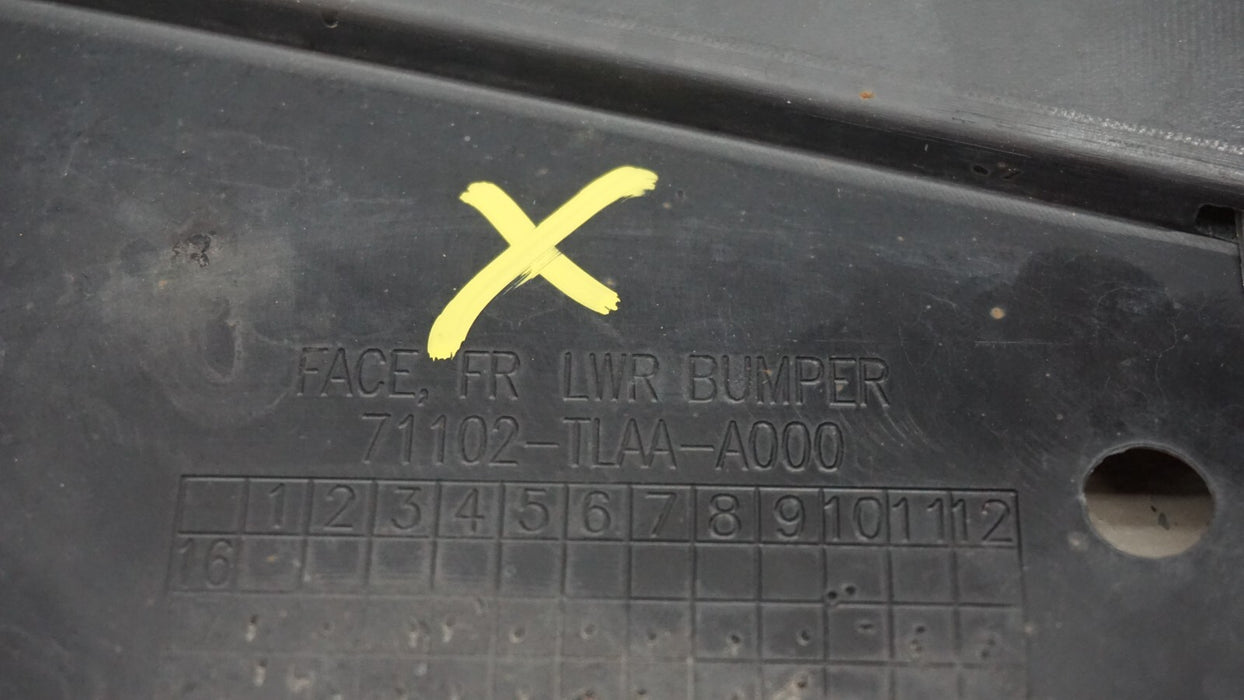 X
FACE, FR LWR BUMPER
71102-TLAA-A000
1 2 3 4 5 6 7 8 9 10 11 12
16